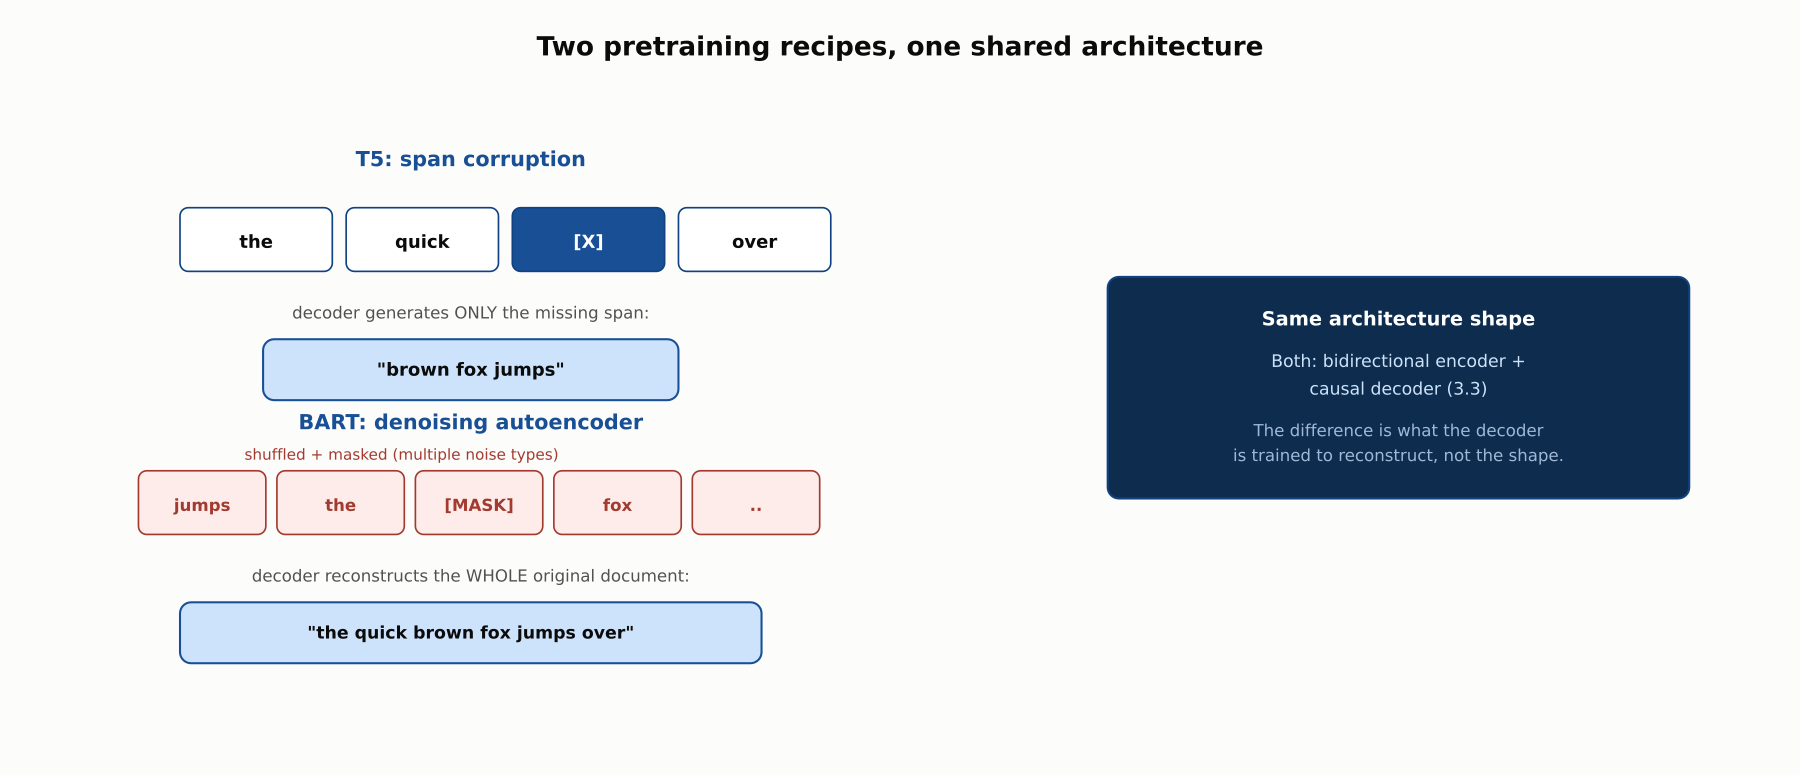 Two pretraining recipes, one shared architecture
T5: span corruption
the quick [X] over
decoder generates ONLY the missing span:
"brown fox jumps"
BART: denoising autoencoder
shuffled + masked (multiple noise types)
jumps the [MASK] fox ..
decoder reconstructs the WHOLE original document:
"the quick brown fox jumps over"
Same architecture shape
Both: bidirectional encoder +
causal decoder (3.3)
The difference is what the decoder
is trained to reconstruct, not the shape.